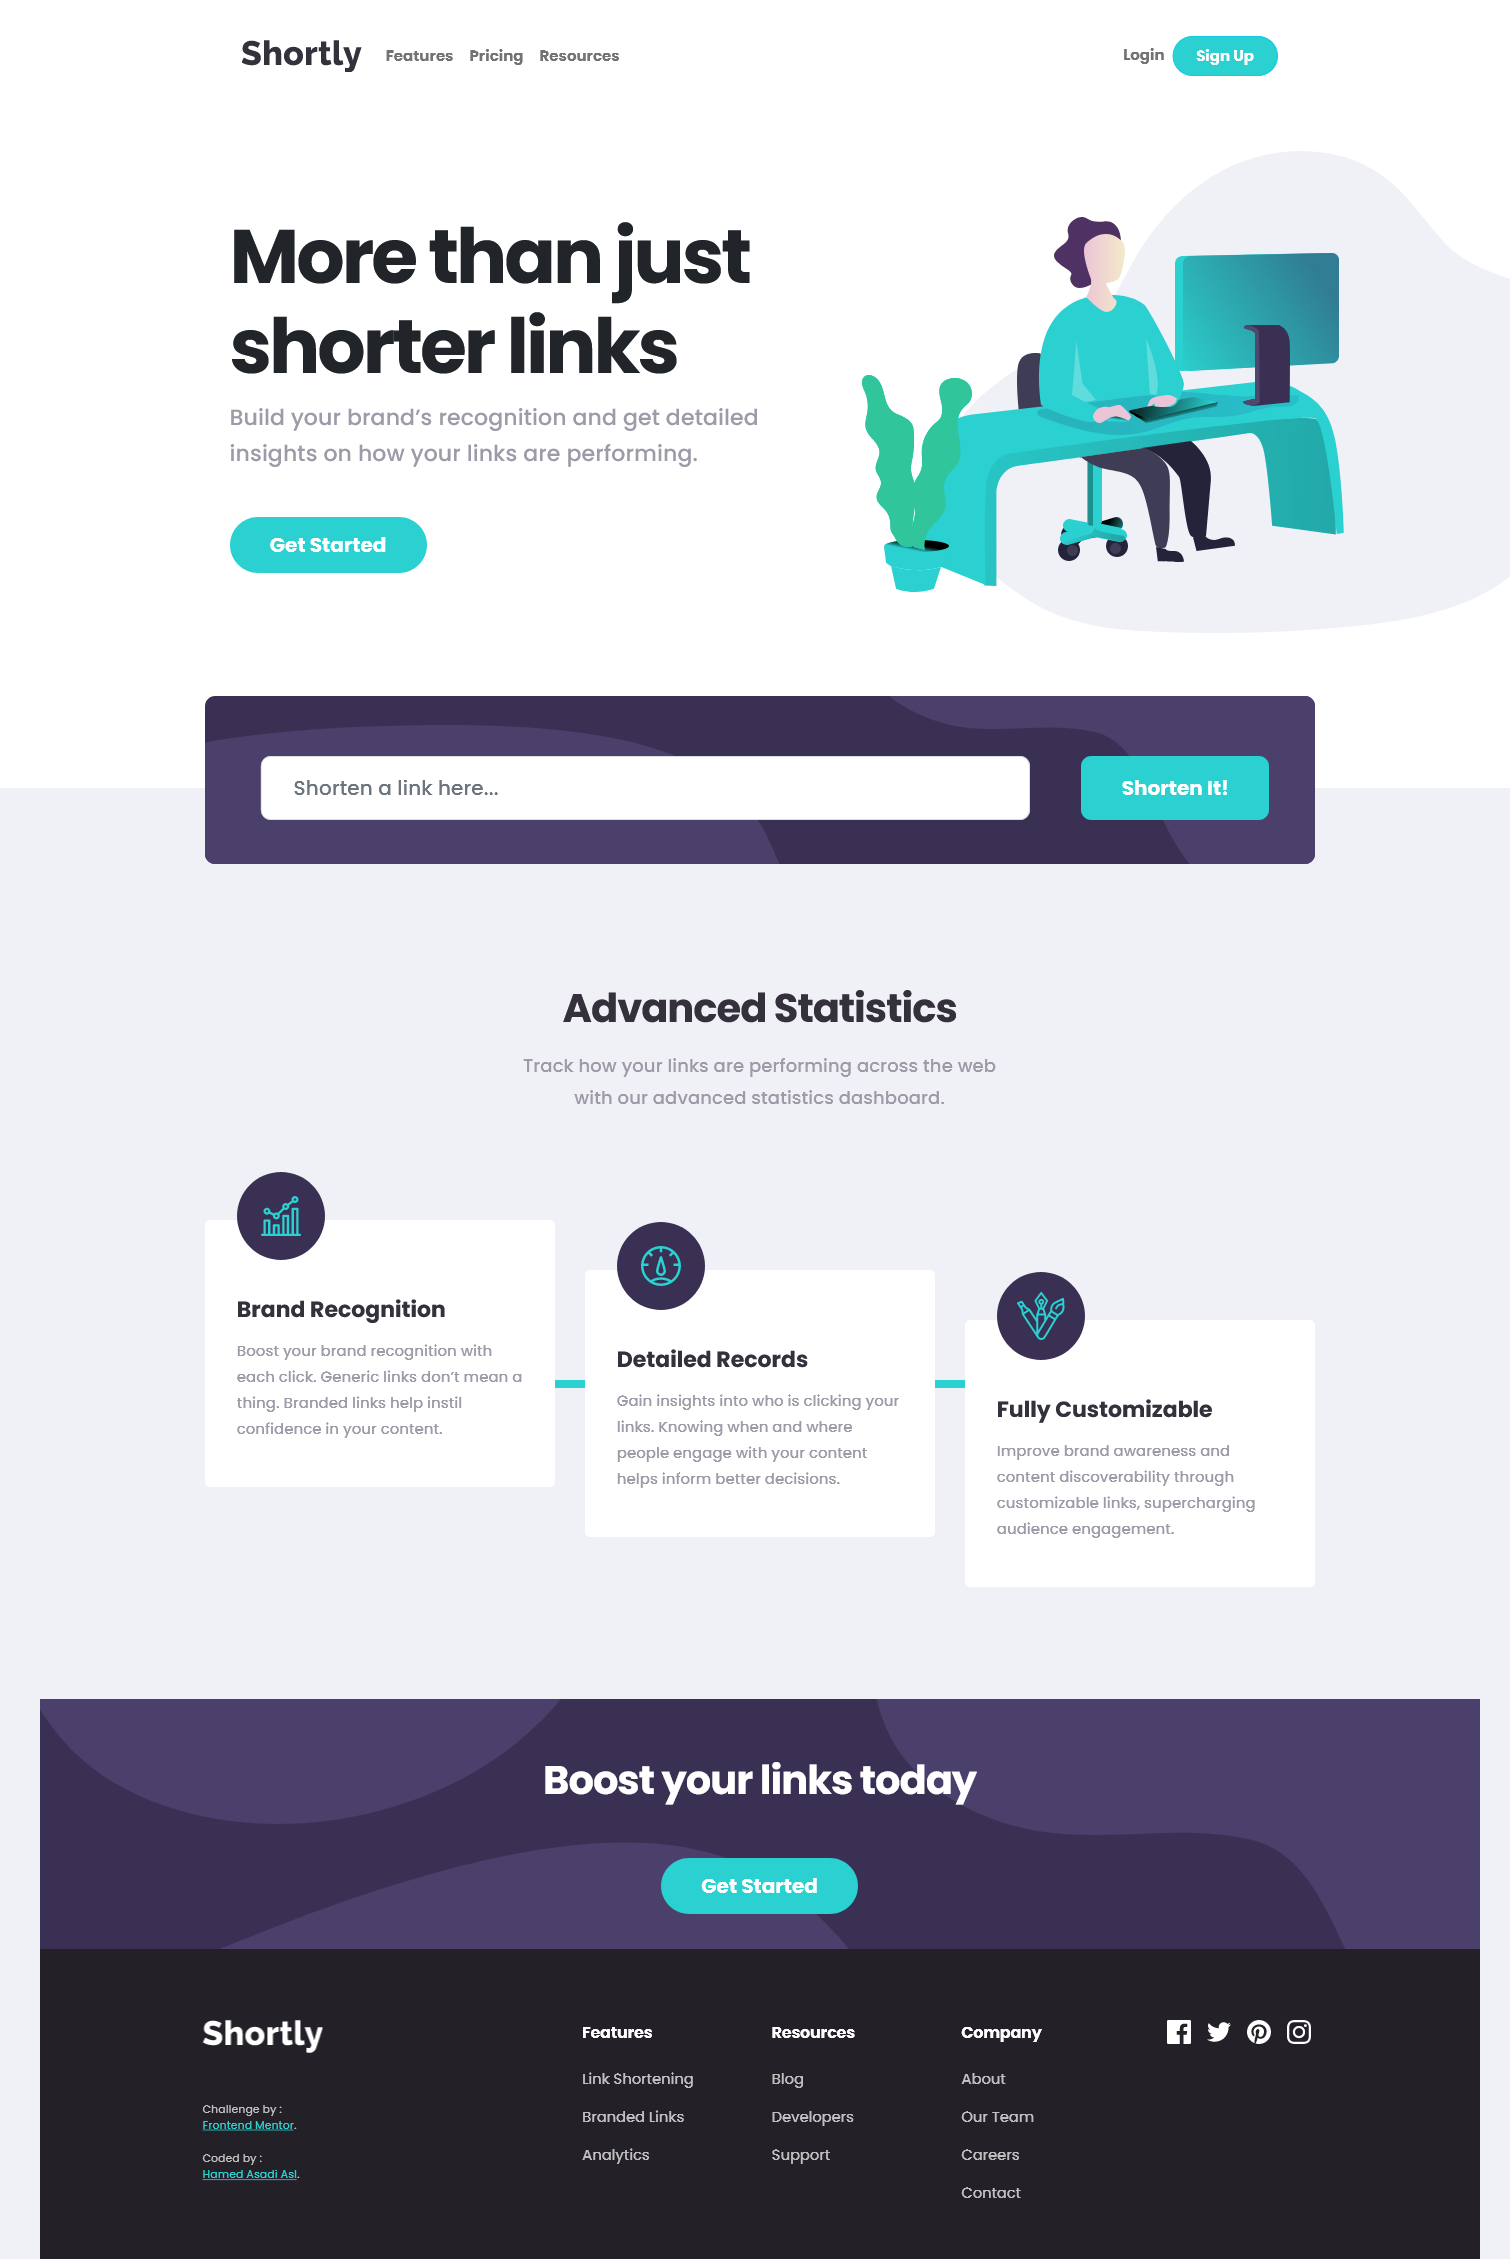 Shortly
Features
Pricing
Resources
Login
Sign Up
More than just
shorter links
Build your brand’s recognition and get detailed
insights on how your links are performing.
Get Started
Shorten a link here...
Shorten It!
Advanced Statistics
Track how your links are performing across the web
with our advanced statistics dashboard.
Brand Recognition
Boost your brand recognition with
each click. Generic links don’t mean a
thing. Branded links help instil
confidence in your content.
Detailed Records
Gain insights into who is clicking your
links. Knowing when and where
people engage with your content
helps inform better decisions.
Fully Customizable
Improve brand awareness and
content discoverability through
customizable links, supercharging
audience engagement.
Boost your links today
Get Started
Shortly
Challenge by :
Frontend Mentor.
Coded by :
Hamed Asadi Asl.
Features
Link Shortening
Branded Links
Analytics
Resources
Blog
Developers
Support
Company
About
Our Team
Careers
Contact